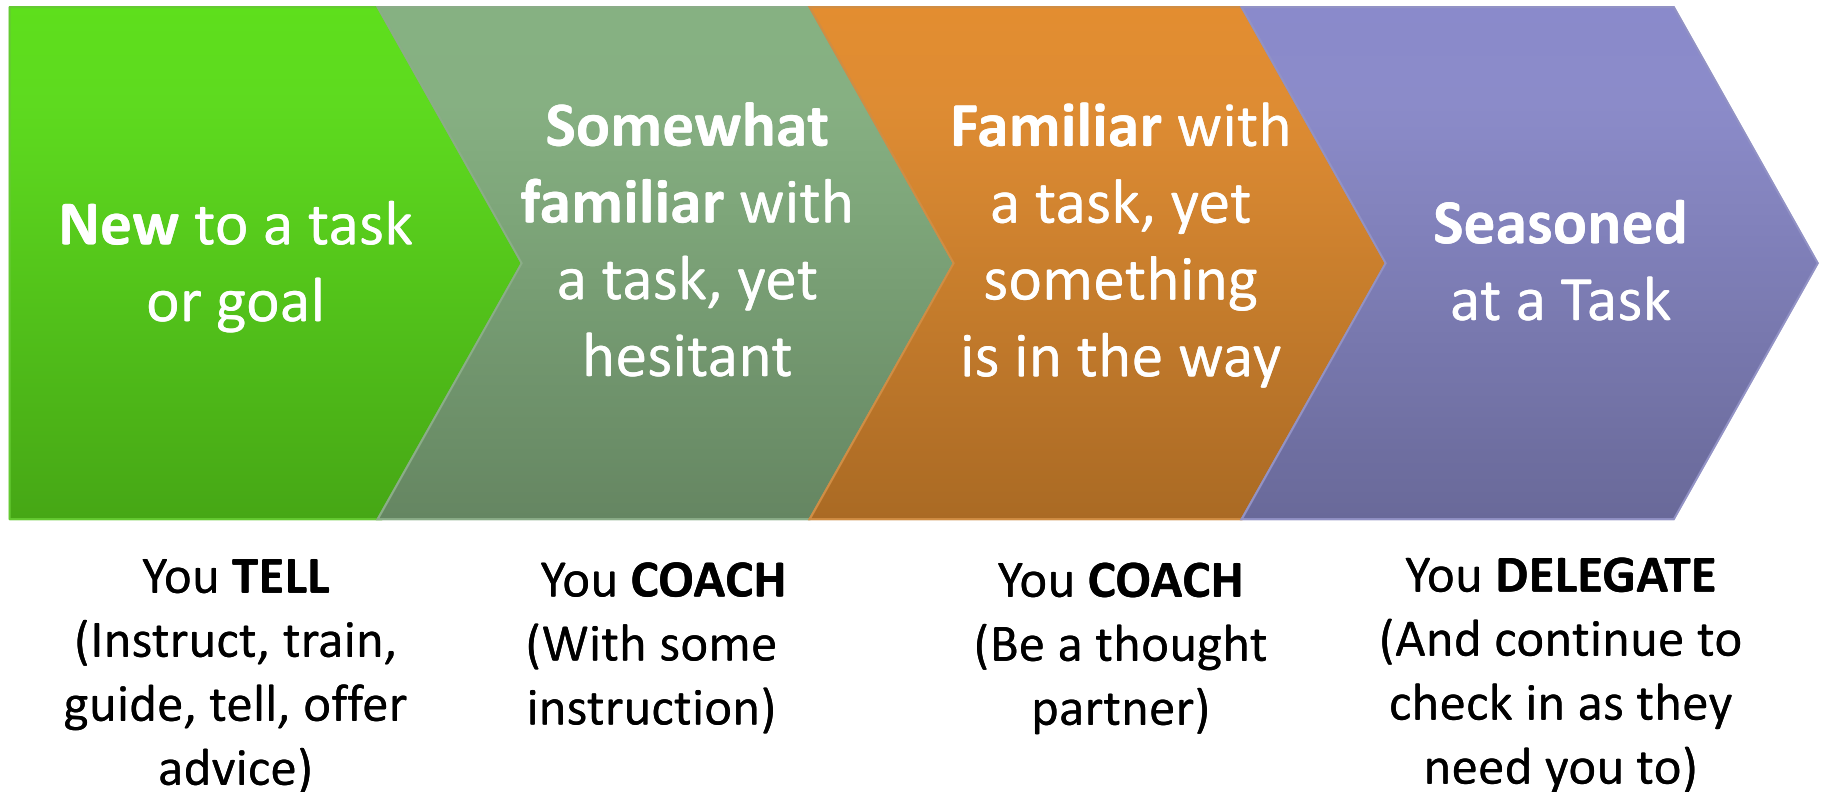 New to a task
or goal
Somewhat
familiar with
a task, yet
hesitant
Familiar with
a task, yet
something
is in the way
Seasoned
at a Task
You TELL
(Instruct, train,
guide, tell, offer
advice)
You COACH
(With some
instruction)
You COACH
(Be a thought
partner)
You DELEGATE
(And continue to
check in as they
need you to)